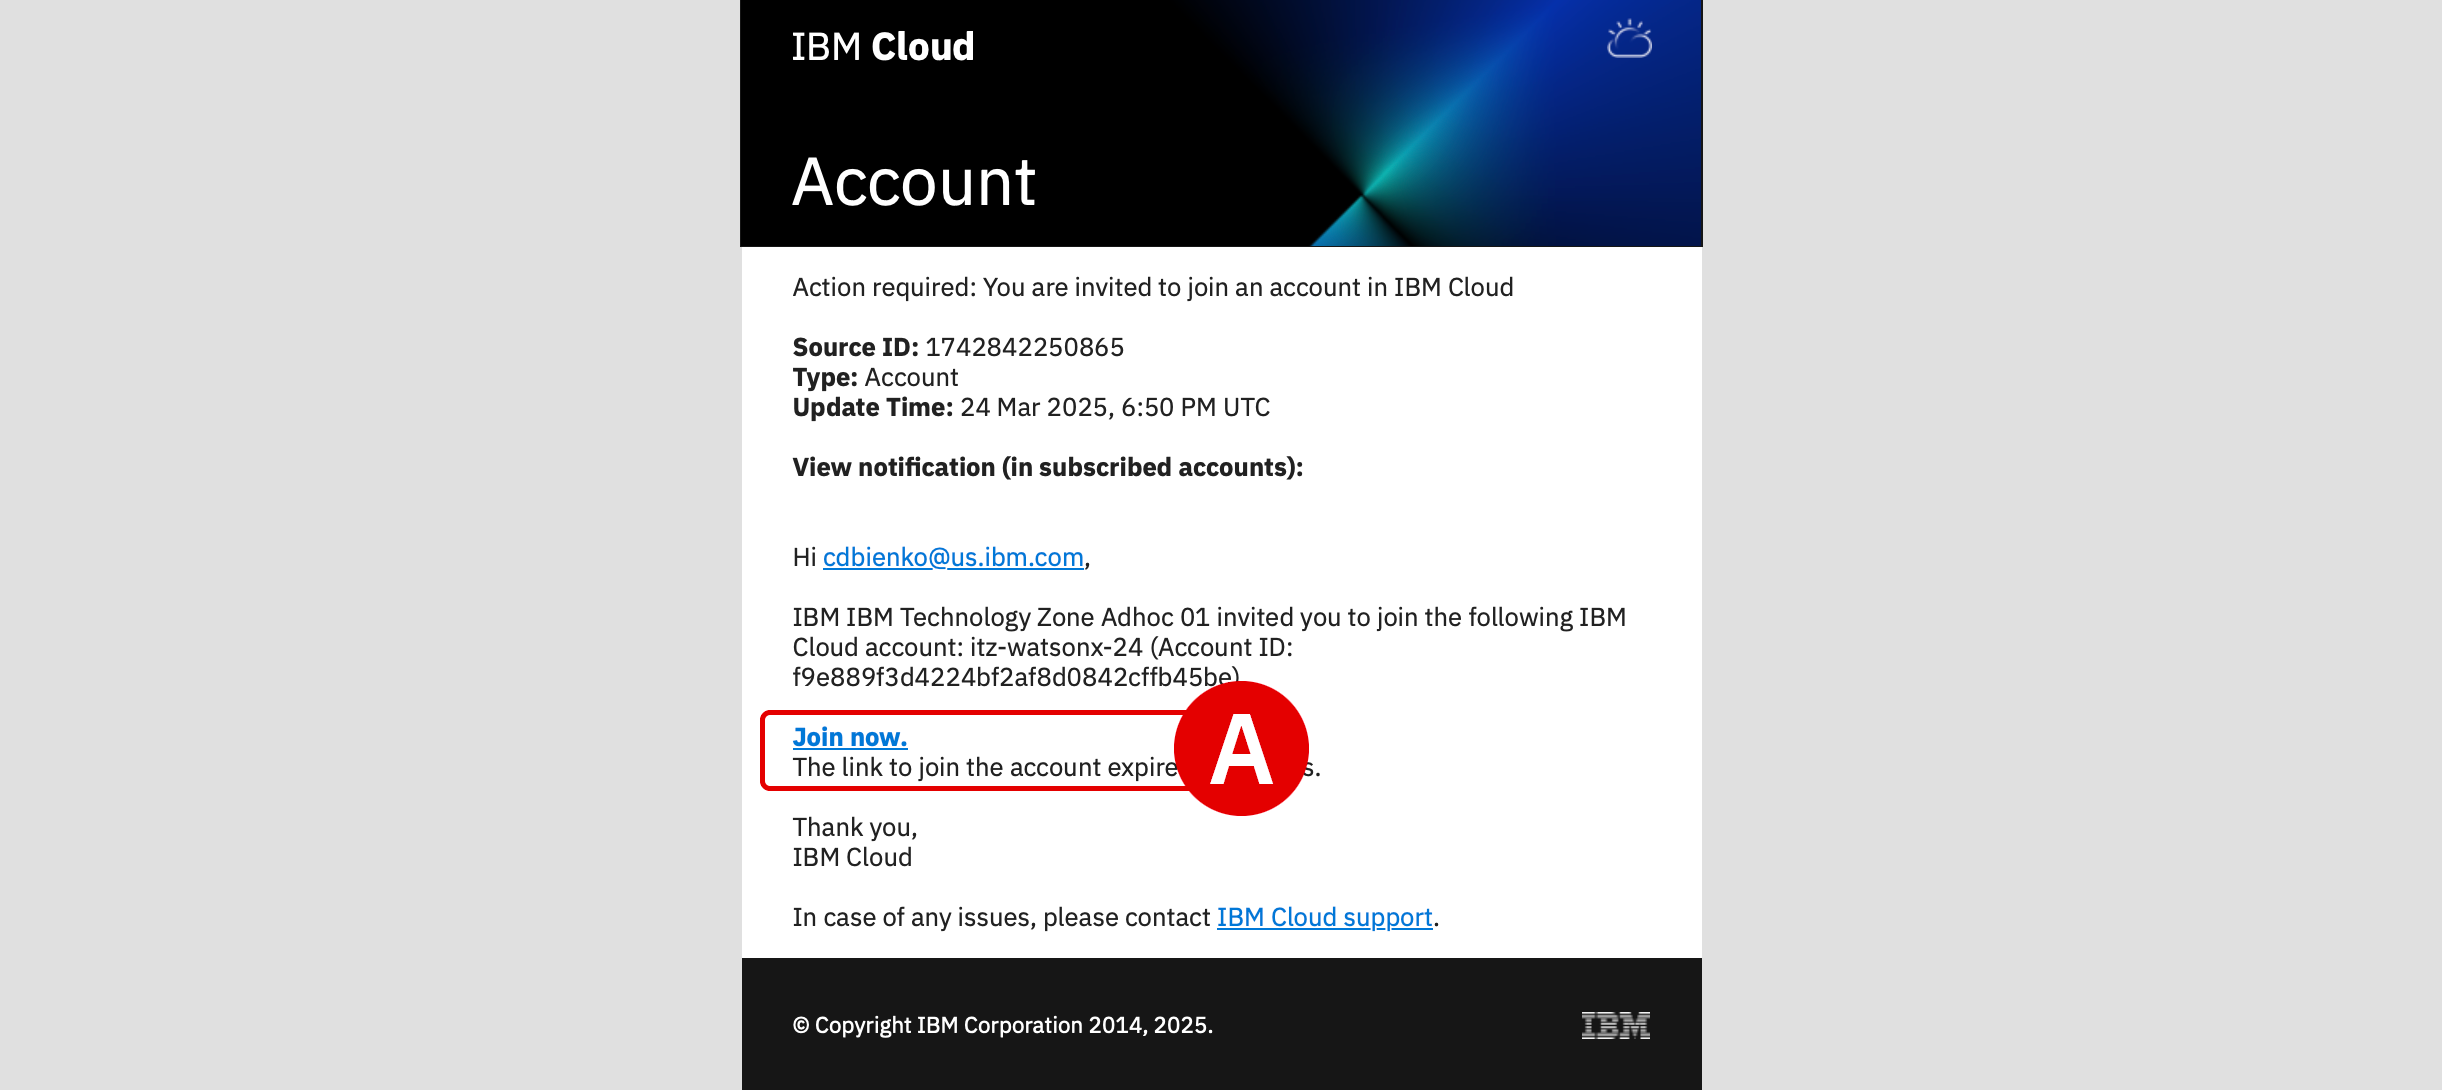 IBM Cloud
Account
Action required: You are invited to join an account in IBM Cloud
Source ID: 1742842250865
Type: Account
Update Time: 24 Mar 2025, 6:50 PM UTC
View notification (in subscribed accounts):
Hi cdbienko@us.ibm.com,
IBM IBM Technology Zone Adhoc 01 invited you to join the following IBM
Cloud account: itz-watsonx-24 (Account ID:
f9e889f3d4224bf2af8d0842cffb45be)
Join now.
A
The link to join the account
Thank you,
IBM Cloud
In case of any issues, please contact IBM Cloud support.
© Copyright IBM Corporation 2014, 2025.
IBM